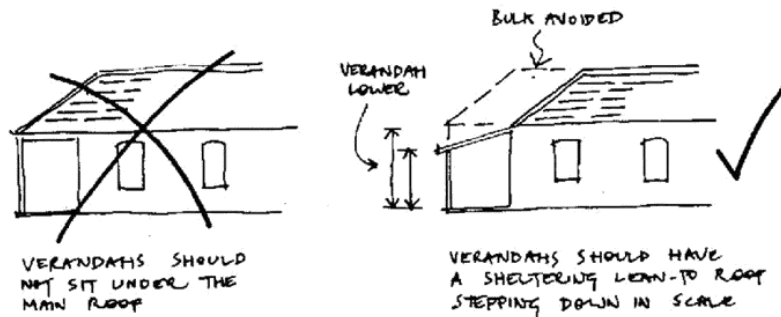 BULK AVOIDED
VERANDAH
LOWER
VERANDAHS SHOULD
NOT SIT UNDER THE
MAIN ROOF
VERANDAHS SHOULD HAVE
A SHELTERING LEAN-TO ROOF
STEPPING DOWN IN SCALE